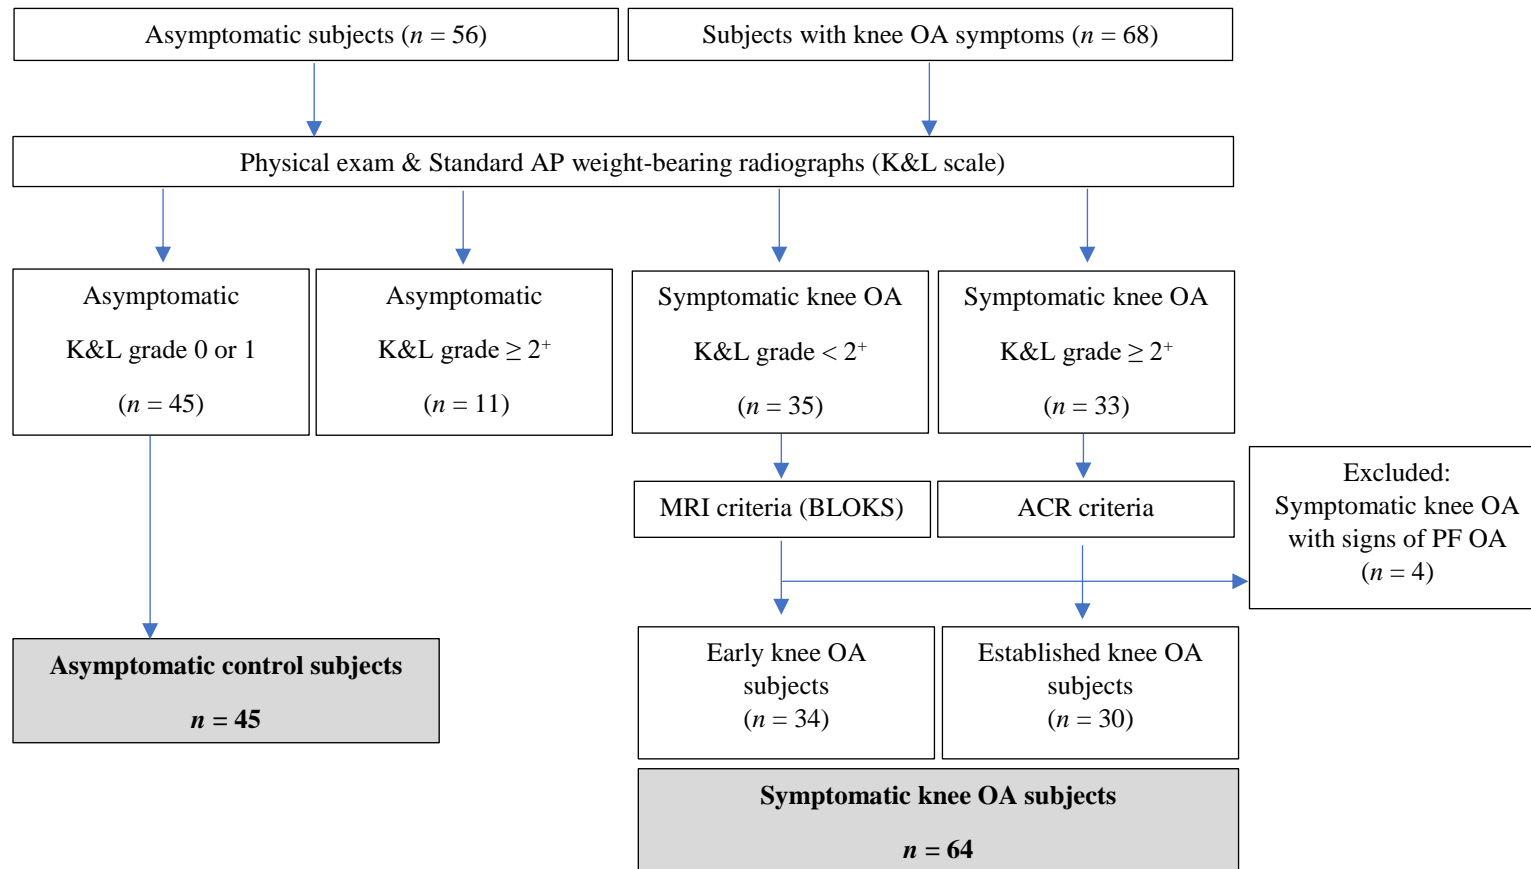 Asymptomatic subjects (n = 56)
Subjects with knee OA symptoms (n = 68)
Physical exam & Standard AP weight-bearing radiographs (K&L scale)
Asymptomatic
K&L grade 0 or 1
(n = 45)
Asymptomatic
K&L grade ≥ 2⁺
(n = 11)
Symptomatic knee OA
K&L grade < 2⁺
(n = 35)
Symptomatic knee OA
K&L grade ≥ 2⁺
(n = 33)
MRI criteria (BLOKS)
ACR criteria
Excluded:
Symptomatic knee OA
with signs of PF OA
(n = 4)
Asymptomatic control subjects
n = 45
Early knee OA
subjects
(n = 34)
Established knee OA
subjects
(n = 30)
Symptomatic knee OA subjects
n = 64